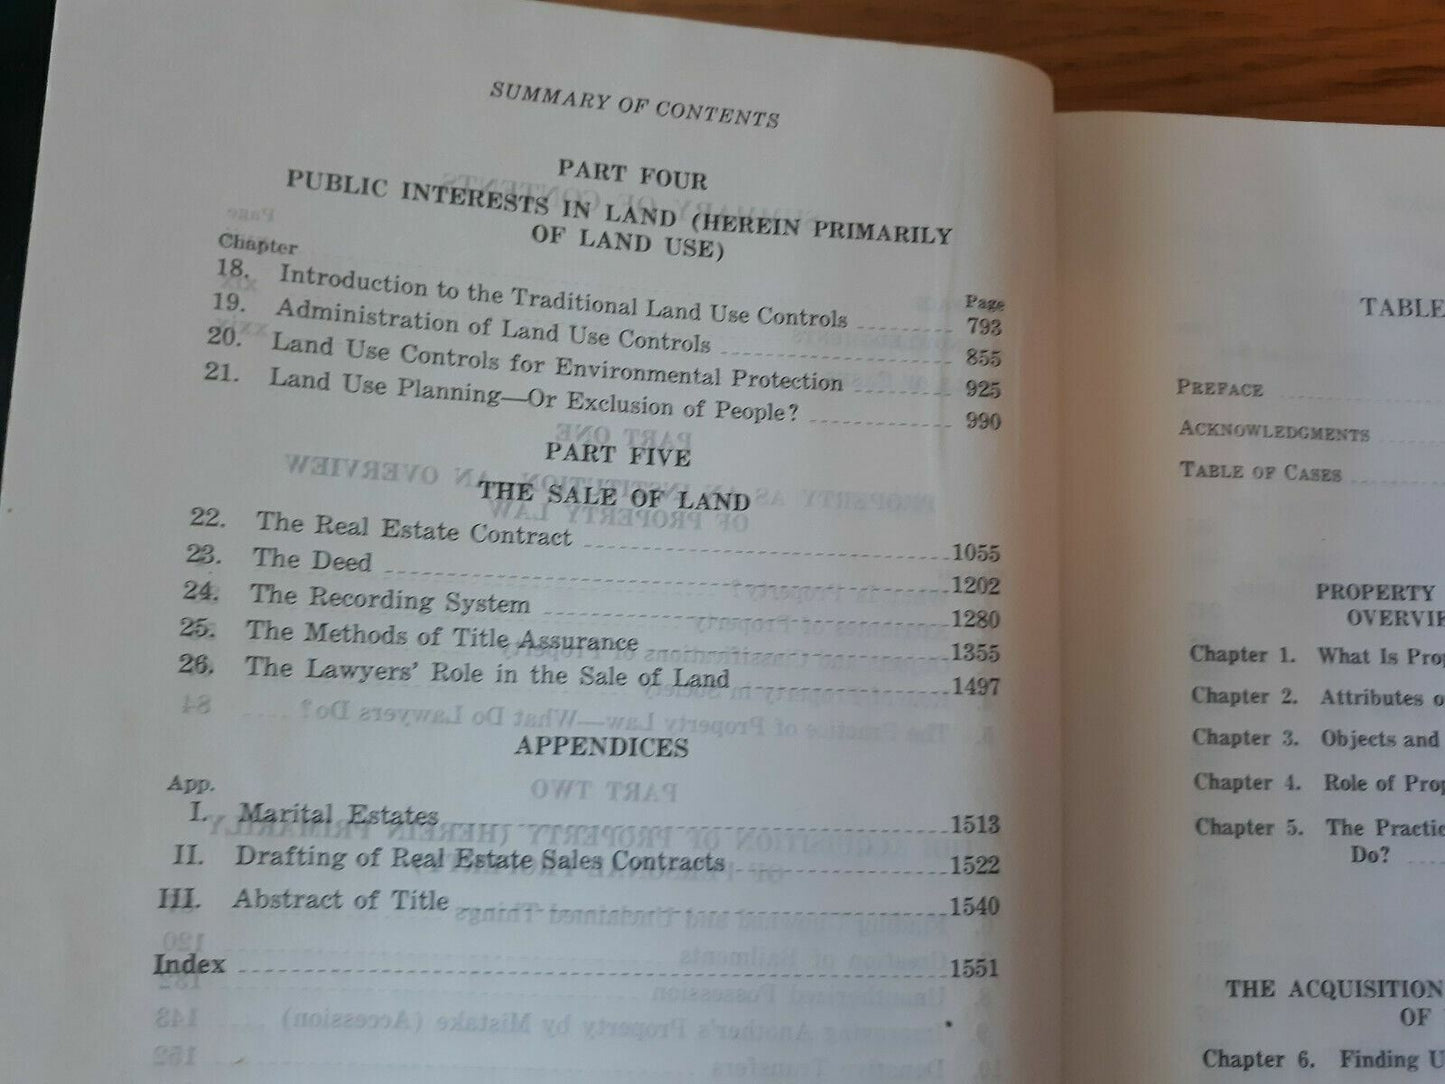 SUMMARY OF CONTENTS
PART FOUR
PUBLIC INTERESTS IN LAND (HEREIN PRIMARILY
OF LAND USE)
Chapter Page
18. Introduction to the Traditional Land Use Controls 793
19. Administration of Land Use Controls 855
20. Land Use Controls for Environmental Protection 925
21. Land Use Planning—Or Exclusion of People? 990
PART FIVE
THE SALE OF LAND
22. The Real Estate Contract 1055
23. The Deed 1202
24. The Recording System 1280
25. The Methods of Title Assurance 1355
26. The Lawyers' Role in the Sale of Land 1497
APPENDICES
App.
I. Marital Estates 1513
II. Drafting of Real Estate Sales Contracts 1522
III. Abstract of Title 1540
Index 1551
TABLE
PREFACE
ACKNOWLEDGMENTS
TABLE OF CASES
PROPERTY
OVERVIE
Chapter 1. What Is Prop
Chapter 2. Attributes o
Chapter 3. Objects and
Chapter 4. Role of Prop
Chapter 5. The Practic
Do?
THE ACQUISITION
OF
Chapter 6. Finding U